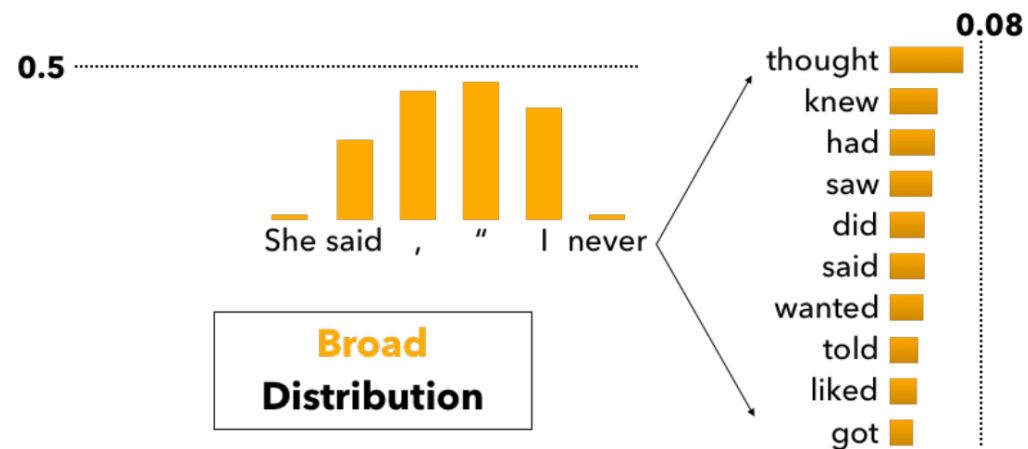 0.5
She said , “ I never
Broad
Distribution
0.08
thought
knew
had
saw
did
said
wanted
told
liked
got